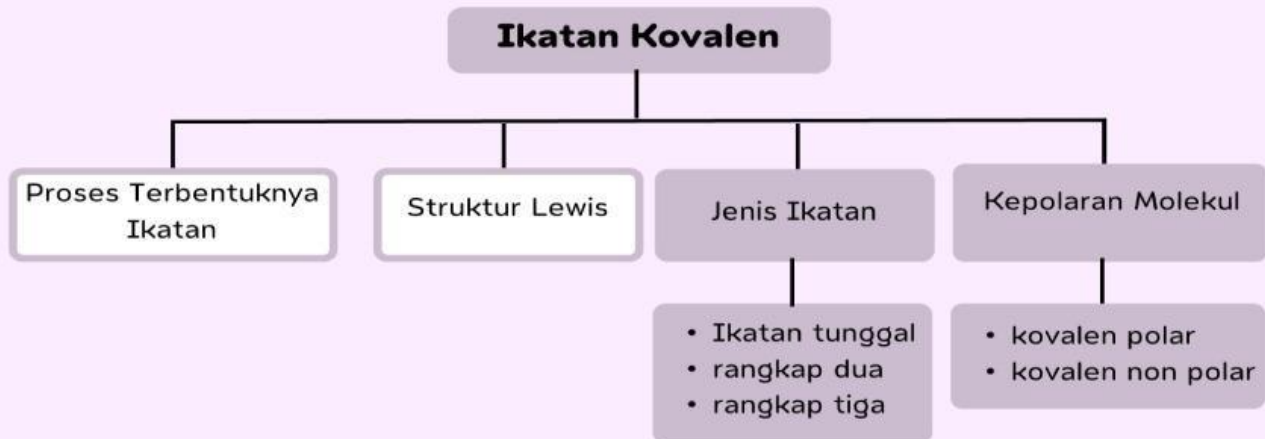 Ikatan Kovalen
Proses Terbentuknya
Ikatan
Struktur Lewis
Jenis Ikatan
Kepolaran Molekul
• Ikatan tunggal
• rangkap dua
• rangkap tiga
• kovalen polar
• kovalen non polar